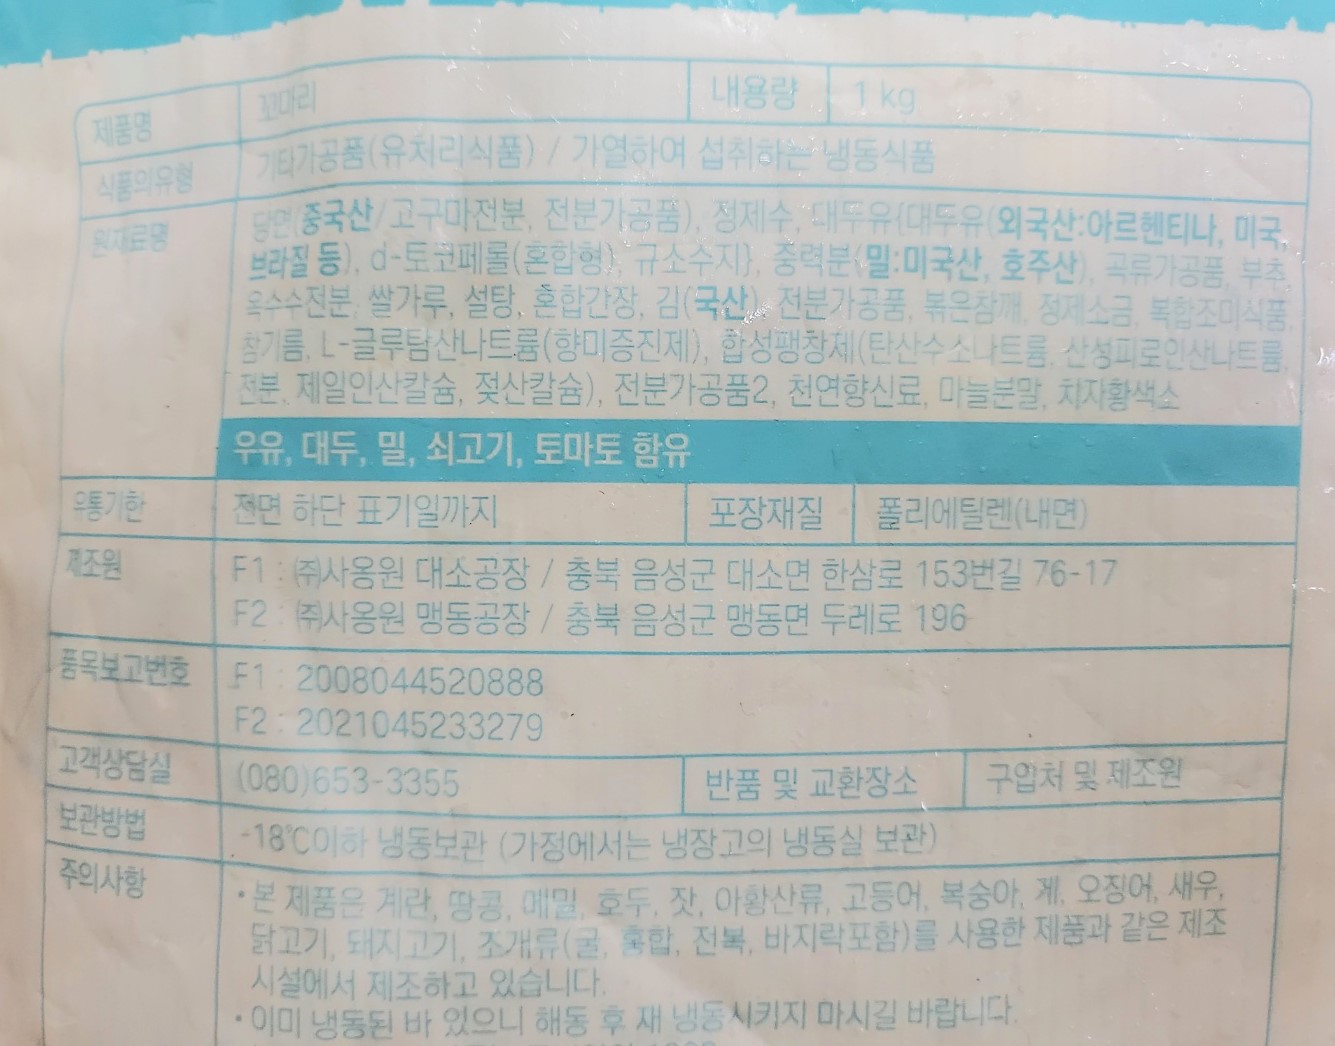 제품명 꼬마리 내용량 1 kg
식품의유형 기타가공품(유처리식품) / 가열하여 섭취하는 냉동식품
원재료명 당면(중국산/고구마전분, 전분가공품), 정제수, 대두유{대두유(외국산:아르헨티나, 미국,
브라질 등), d-토코페롤(혼합형), 규소수지}, 중력분(밀:미국산, 호주산), 곡류가공품, 부추,
옥수수전분, 쌀가루, 설탕, 혼합간장, 김(국산), 전분가공품, 볶은참깨, 정제소금, 복합조미식품,
참기름, L-글루탐산나트륨(향미증진제), 합성팽창제(탄산수소나트륨, 산성피로인산나트륨,
전분, 제일인산칼슘, 젖산칼슘), 전분가공품2, 천연향신료, 마늘분말, 치자황색소
우유, 대두, 밀, 쇠고기, 토마토 함유
유통기한 전면 하단 표기일까지 포장재질 폴리에틸렌(내면)
제조원 F1 : ㈜사옹원 대소공장 / 충북 음성군 대소면 한삼로 153번길 76-17
F2 : ㈜사옹원 맹동공장 / 충북 음성군 맹동면 두레로 196
품목보고번호 F1 : 2008044520888
F2 : 2021045233279
고객상담실 (080)653-3355 반품 및 교환장소 구입처 및 제조원
보관방법 -18℃이하 냉동보관 (가정에서는 냉장고의 냉동실 보관)
주의사항 • 본 제품은 계란, 땅콩, 메밀, 호두, 잣, 아황산류, 고등어, 복숭아, 게, 오징어, 새우,
닭고기, 돼지고기, 조개류(굴, 홍합, 전복, 바지락포함)를 사용한 제품과 같은 제조
시설에서 제조하고 있습니다.
• 이미 냉동된 바 있으니 해동 후 재 냉동시키지 마시길 바랍니다.